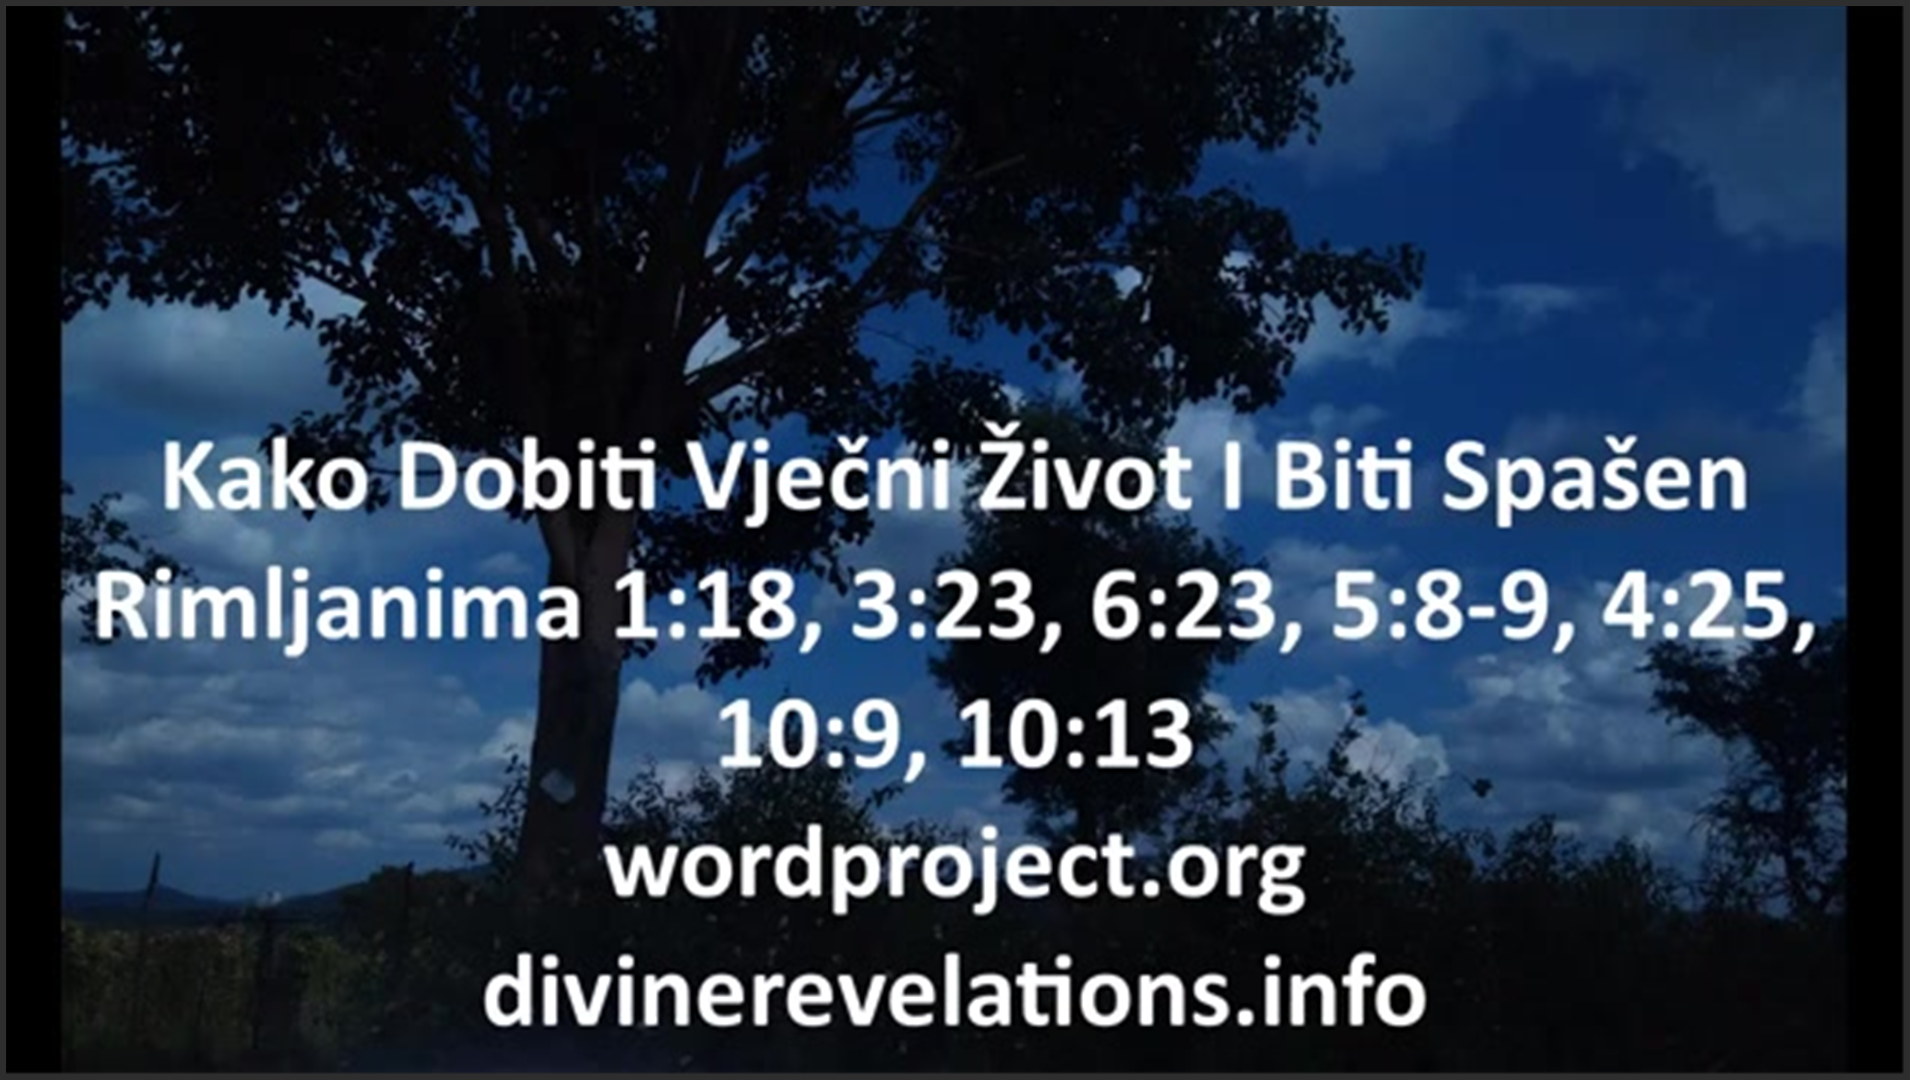 Kako Dobiti Vječni Život I Biti Spašen
Rimljanima 1:18, 3:23, 6:23, 5:8-9, 4:25,
10:9, 10:13
wordproject.org
divinerevelations.info